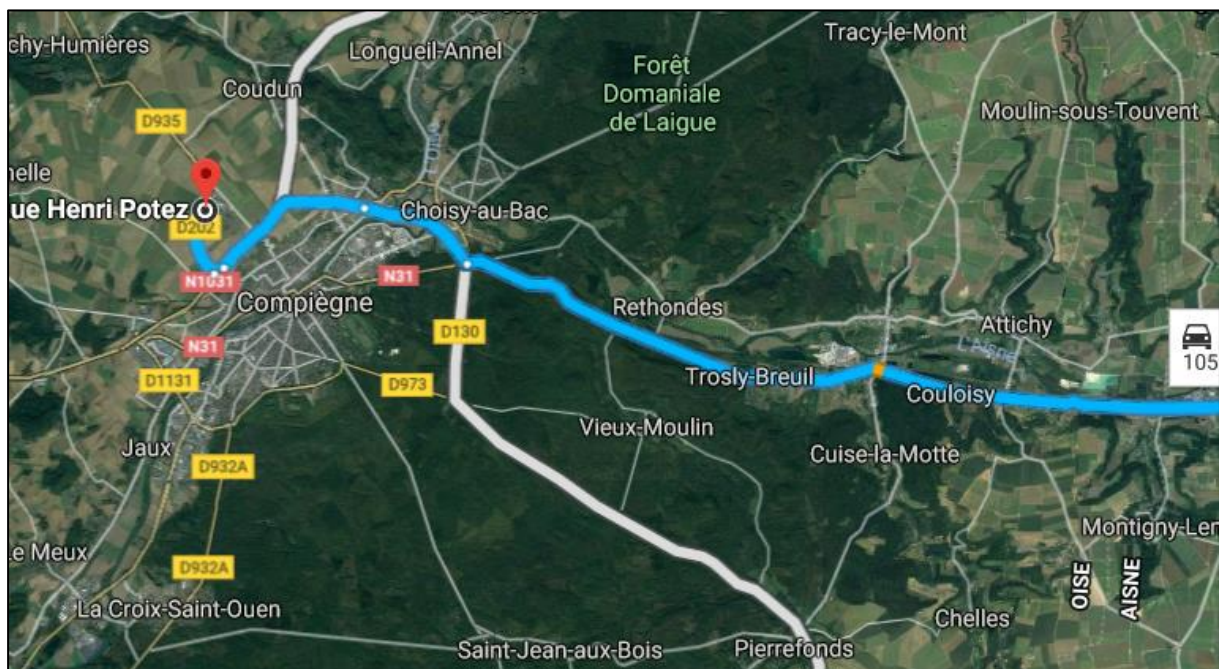 chy-Humières
Longueil-Annel
Tracy-le-Mont
Coudun
Forêt
Domaniale
de Laigue
Moulin-sous-Touvent
D935
nelle
ue Henri Potez
D202
Choisy-au-Bac
N1031
N31
Compiègne
Rethondes
D130
Attichy
L'Aisne
N31
105
D1131
D973
Trosly-Breuil
Couloisy
Jaux
Vieux-Moulin
Cuise-la-Motte
D932A
Montigny-Len
Le Meux
D932A
OISE
AISNE
La Croix-Saint-Ouen
Chelles
Saint-Jean-aux-Bois
Pierrefonds